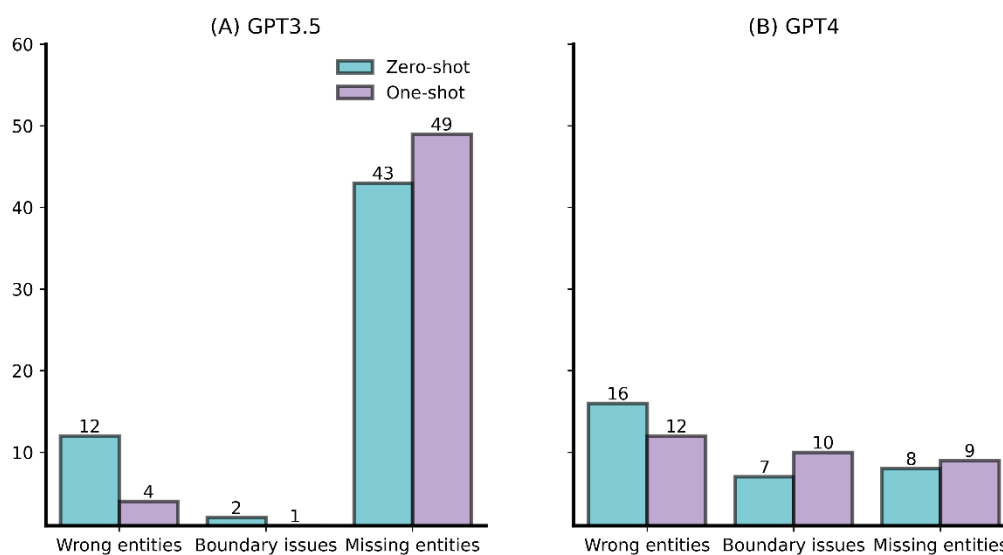 (A) GPT3.5
(B) GPT4
Zero-shot
One-shot
60
50
40
30
20
10
12
4
2
1
43
49
16
12
7
10
8
9
Wrong entities
Boundary issues
Missing entities
Wrong entities
Boundary issues
Missing entities